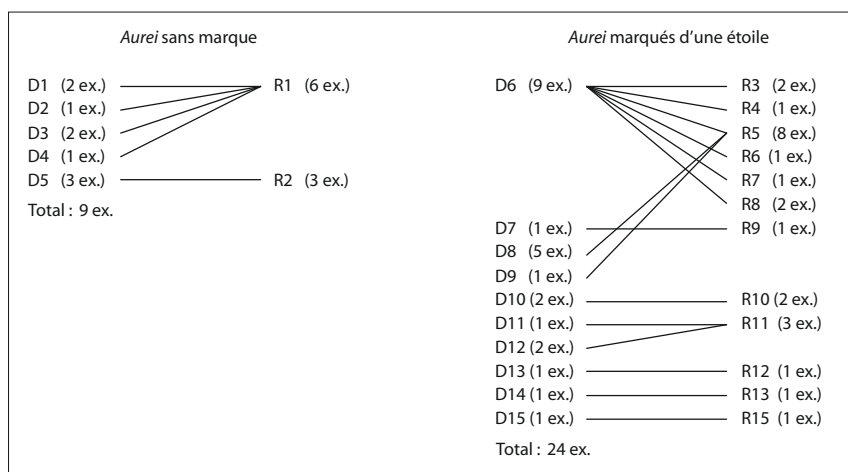 Aurei sans marque
D1 (2 ex.) R1 (6 ex.)
D2 (1 ex.)
D3 (2 ex.)
D4 (1 ex.)
D5 (3 ex.) R2 (3 ex.)
Total : 9 ex.
Aurei marqués d'une étoile
D6 (9 ex.) R3 (2 ex.)
R4 (1 ex.)
R5 (8 ex.)
R6 (1 ex.)
R7 (1 ex.)
R8 (2 ex.)
D7 (1 ex.) R9 (1 ex.)
D8 (5 ex.)
D9 (1 ex.)
D10 (2 ex.) R10 (2 ex.)
D11 (1 ex.) R11 (3 ex.)
D12 (2 ex.)
D13 (1 ex.) R12 (1 ex.)
D14 (1 ex.) R13 (1 ex.)
D15 (1 ex.) R15 (1 ex.)
Total : 24 ex.